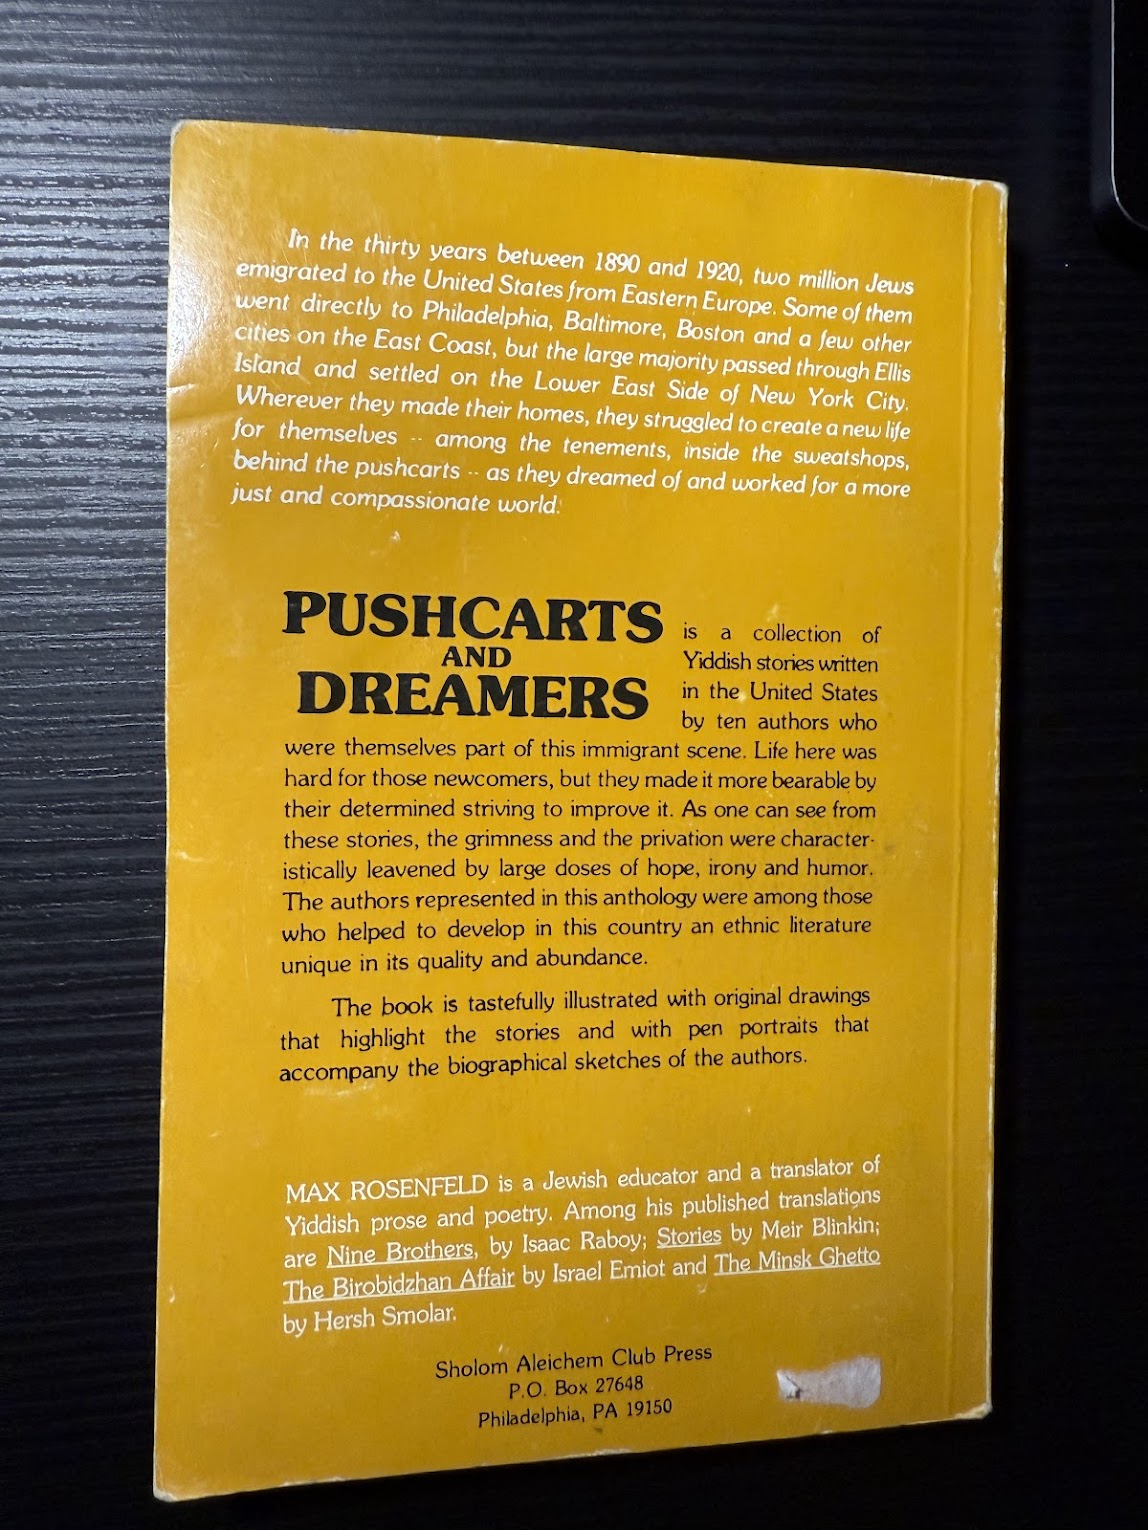 In the thirty years between 1890 and 1920, two million Jews
emigrated to the United States from Eastern Europe. Some of them
went directly to Philadelphia, Baltimore, Boston and a few other
cities on the East Coast, but the large majority passed through Ellis
Island and settled on the Lower East Side of New York City.
Wherever they made their homes, they struggled to create a new life
for themselves -- among the tenements, inside the sweatshops,
behind the pushcarts -- as they dreamed of and worked for a more
just and compassionate world.
PUSHCARTS
AND
DREAMERS
is a collection of
Yiddish stories written
in the United States
by ten authors who
were themselves part of this immigrant scene. Life here was
hard for those newcomers, but they made it more bearable by
their determined striving to improve it. As one can see from
these stories, the grimness and the privation were character-
istically leavened by large doses of hope, irony and humor.
The authors represented in this anthology were among those
who helped to develop in this country an ethnic literature
unique in its quality and abundance.
The book is tastefully illustrated with original drawings
that highlight the stories and with pen portraits that
accompany the biographical sketches of the authors.
MAX ROSENFELD is a Jewish educator and a translator of
Yiddish prose and poetry. Among his published translations
are Nine Brothers, by Isaac Raboy; Stories by Meir Blinkin;
The Birobidzhan Affair by Israel Emiot and The Minsk Ghetto
by Hersh Smolar.
Sholom Aleichem Club Press
P.O. Box 27648
Philadelphia, PA 19150